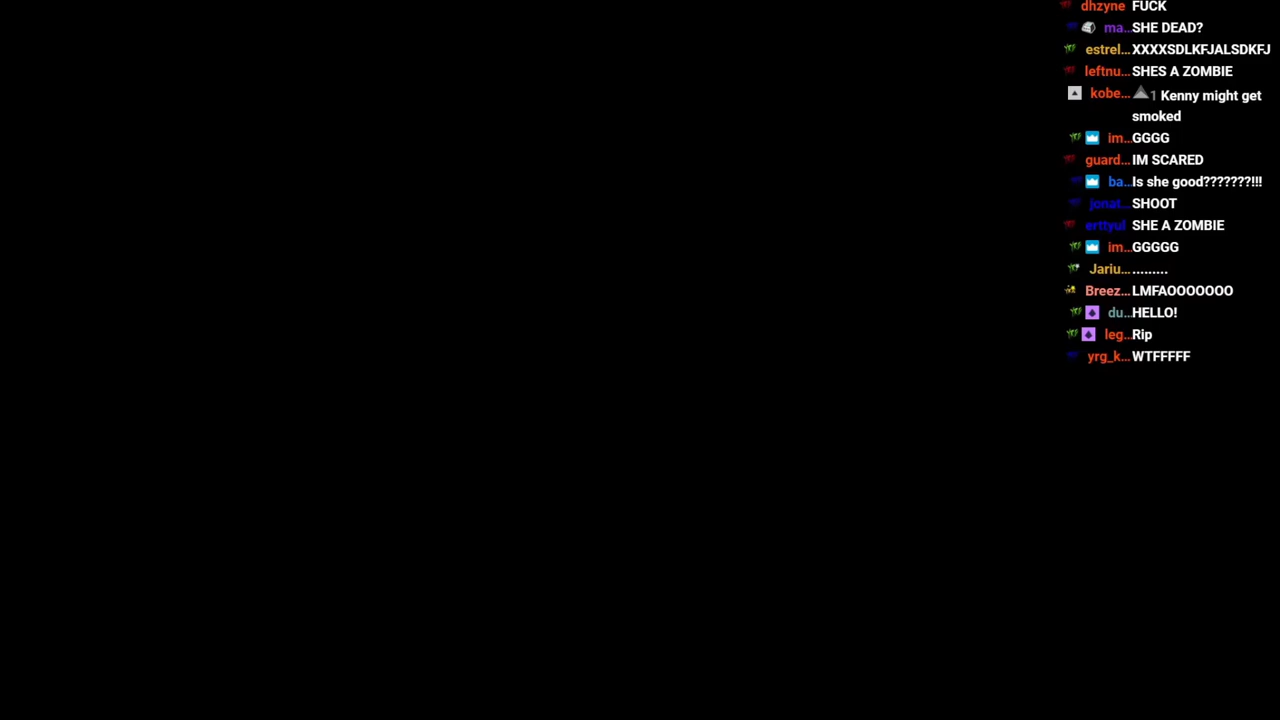 dhzyne FUCK
ma... SHE DEAD?
estrel... XXXXSDLKFJALSDKFJ
leftnu... SHES A ZOMBIE
kobe... 1 Kenny might get
smoked
im... GGGG
guard... IM SCARED
ba... Is she good???????!!!
jonat... SHOOT
erttyui SHE A ZOMBIE
im... GGGGG
Jariu... .........
Breez... LMFAOOOOOOO
du... HELLO!
leg... Rip
yrg_k... WTFFFFF